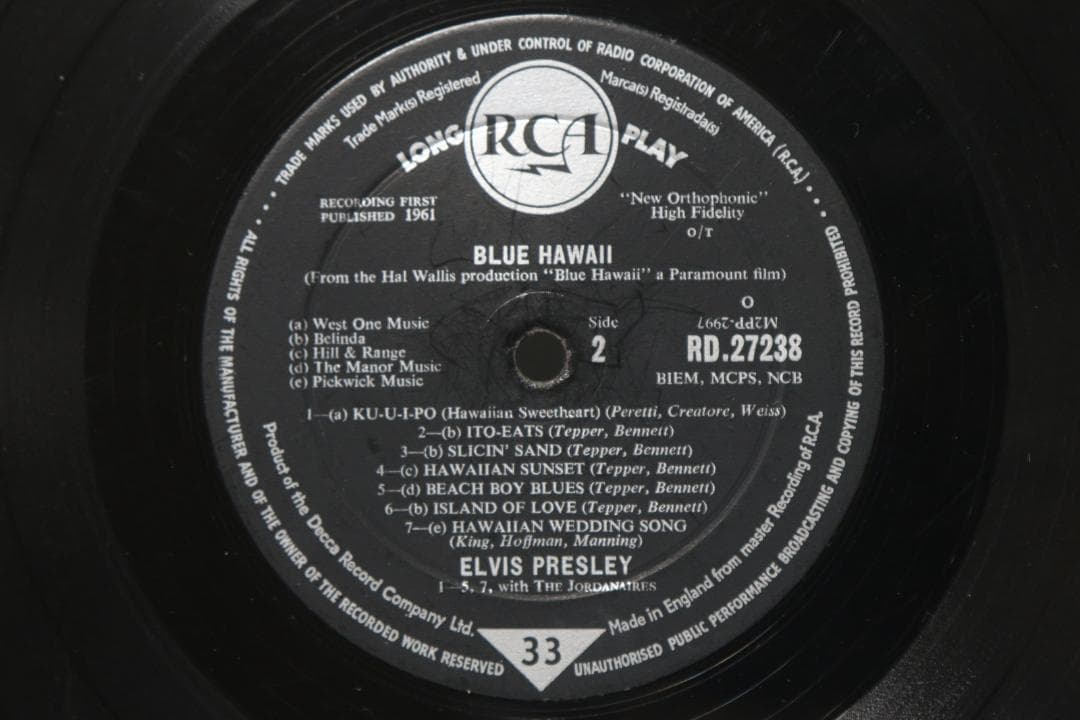 TRADE MARKS USED BY AUTHORITY & UNDER CONTROL OF RADIO CORPORATION OF AMERICA (R.C.A.)
Trade Mark(s) Registered
Marca(s) Registrada(s)
LONG RCA PLAY
RECORDING FIRST
PUBLISHED 1961
"New Orthophonic"
High Fidelity
O/T
BLUE HAWAII
(From the Hal Wallis production "Blue Hawaii" a Paramount film)
(a) West One Music
(b) Belinda
(c) Hill & Range
(d) The Manor Music
(e) Pickwick Music
Side
2
O
M2PP-2997
RD.27238
BIEM, MCPS, NCB
1—(a) KU-U-I-PO (Hawaiian Sweetheart) (Peretti, Creatore, Weiss)
2—(b) ITO-EATS (Tepper, Bennett)
3—(b) SLICIN' SAND (Tepper, Bennett)
4—(c) HAWAIIAN SUNSET (Tepper, Bennett)
5—(d) BEACH BOY BLUES (Tepper, Bennett)
6—(b) ISLAND OF LOVE (Tepper, Bennett)
7—(e) HAWAIIAN WEDDING SONG
(King, Hoffman, Manning)
ELVIS PRESLEY
1—5, 7, with THE JORDANAIRES
Product of the Decca Record Company Ltd.
Made in England from master Recording of R.C.A.
33
ALL RIGHTS OF THE MANUFACTURER AND OF THE OWNER OF THE RECORDED WORK RESERVED
UNAUTHORISED PUBLIC PERFORMANCE BROADCASTING AND COPYING OF THIS RECORD PROHIBITED